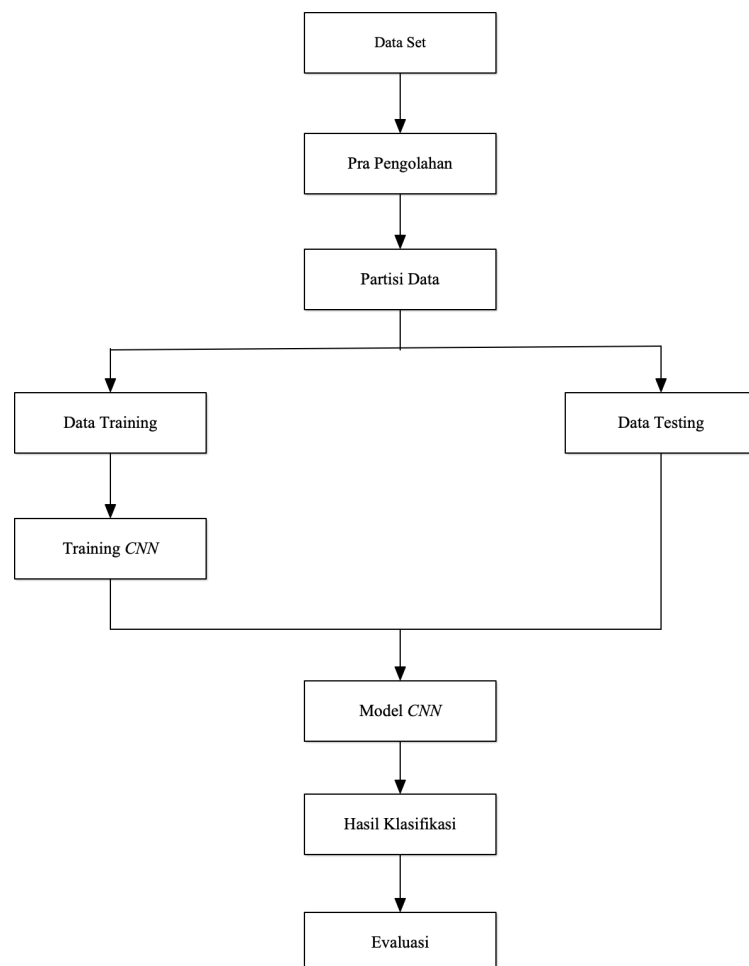 Data Set
Pra Pengolahan
Partisi Data
Data Training
Data Testing
Training CNN
Model CNN
Hasil Klasifikasi
Evaluasi